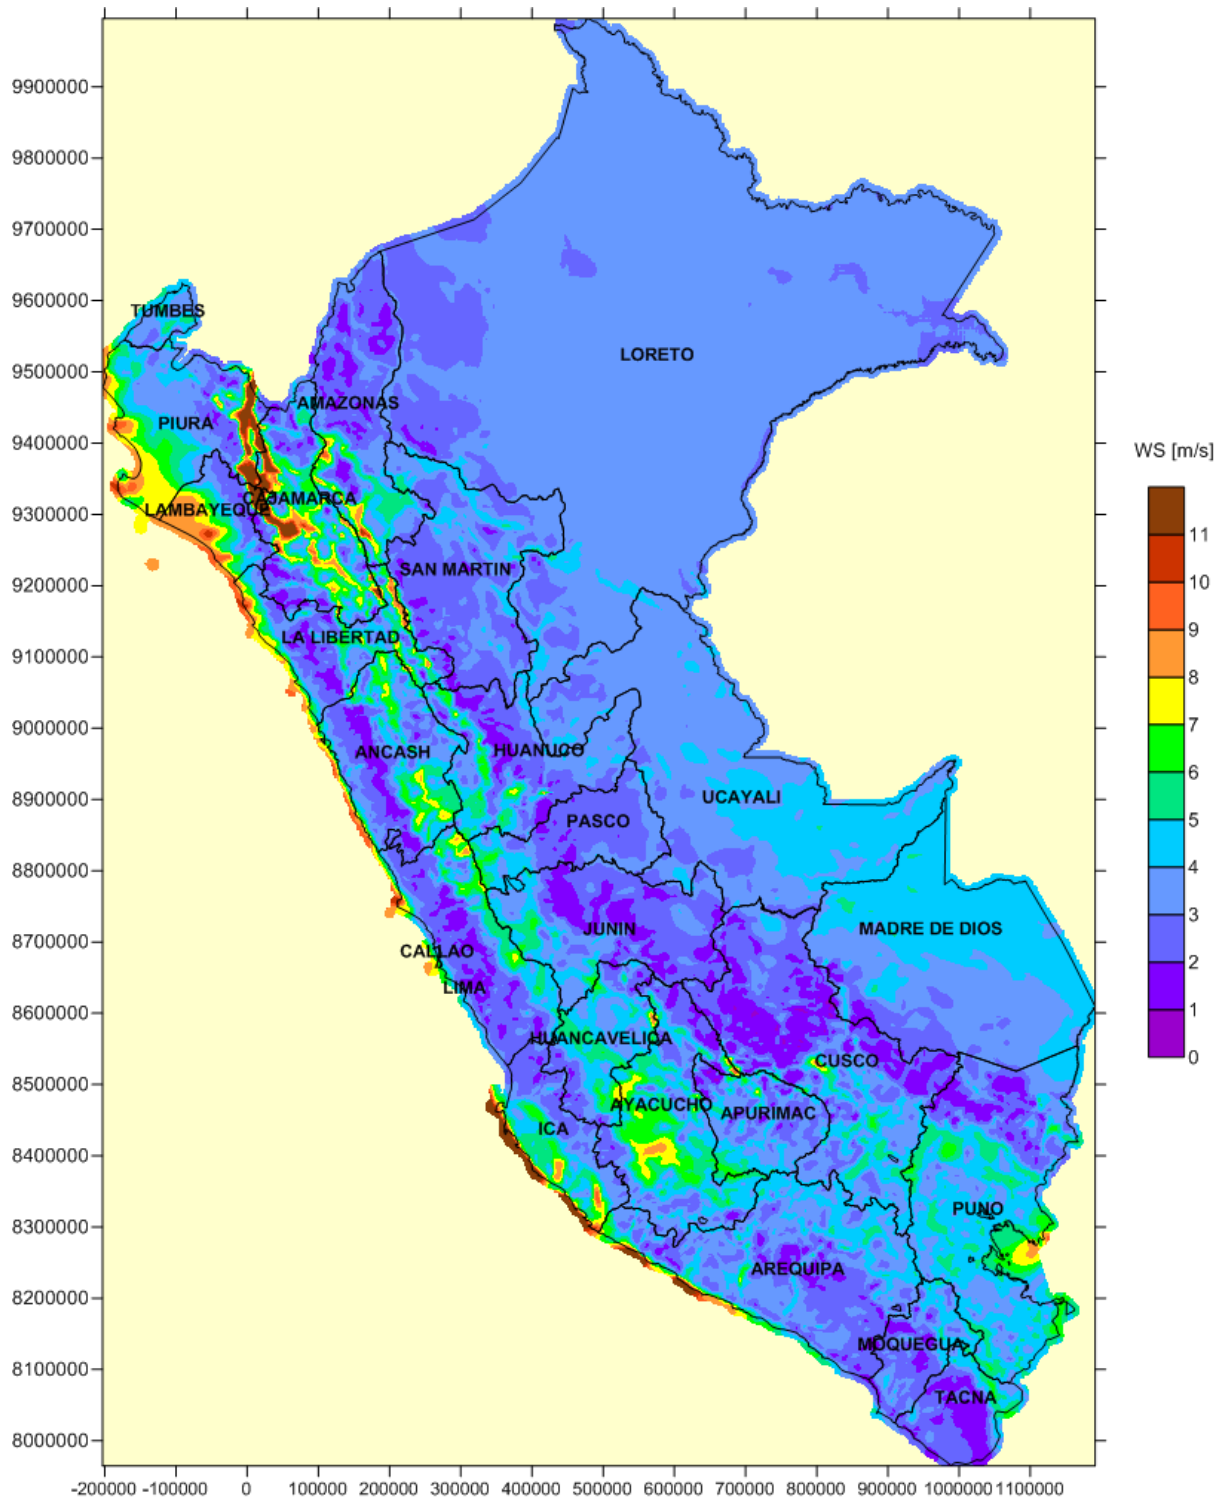 9900000
9800000
9700000
9600000
TUMBES
LORETO
9500000
AMAZONAS
PIURA
9400000
WS [m/s]
CAJAMARCA
LAMBAYEQUE
9300000
11
SAN MARTIN
10
9200000
9
LA LIBERTAD
9100000
8
7
9000000
ANCASH
HUANUCO
6
UCAYALI
8900000
PASCO
5
8800000
4
MADRE DE DIOS
JUNIN
3
8700000
CALLAO
2
LIMA
8600000
1
HUANCAVELICA
CUSCO
0
8500000
AYACUCHO
APURIMAC
ICA
8400000
PUNO
8300000
AREQUIPA
8200000
MOQUEGUA
8100000
TACNA
8000000
-200000 -100000 0 100000 200000 300000 400000 500000 600000 700000 800000 900000 1000000 1100000